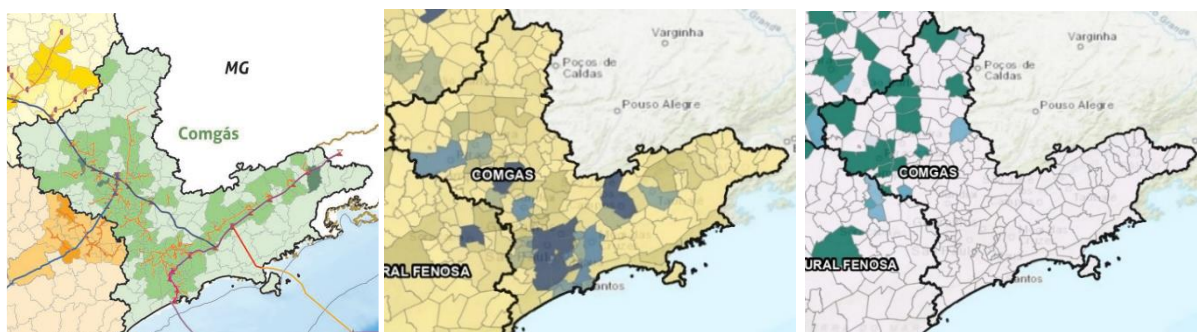 MG
Comgás
Varginha
Poços de
Caldas
Pouso Alegre
COMGAS
URAL FENOSA
antos
Varginha
Poços de
Caldas
Pouso Alegre
COMGAS
URAL FENOSA
antos